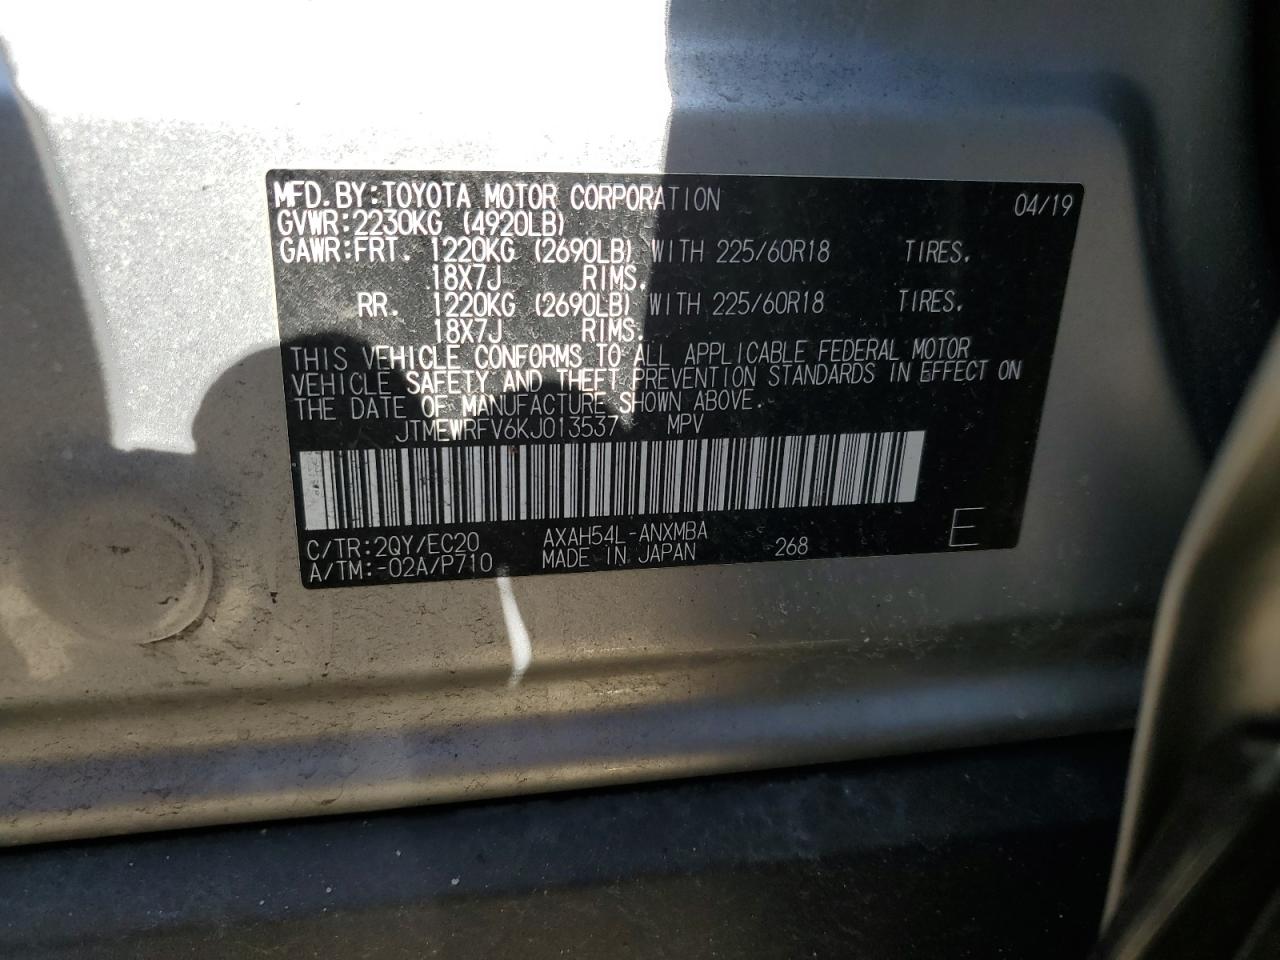 MFD.BY:TOYOTA MOTOR CORPORATION 04/19
GVWR:2230KG (4920LB)
GAWR:FRT. 1220KG (2690LB) WITH 225/60R18 TIRES.
18X7J RIMS.
RR. 1220KG (2690LB) WITH 225/60R18 TIRES.
18X7J RIMS.
THIS VEHICLE CONFORMS TO ALL APPLICABLE FEDERAL MOTOR
VEHICLE SAFETY AND THEFT PREVENTION STANDARDS IN EFFECT ON
THE DATE OF MANUFACTURE SHOWN ABOVE.
JTMEWRFV6KJ013537 MPV
C/TR:2QY/EC20 AXAH54L-ANXMBA
A/TM:-02A/P710 MADE IN JAPAN 268 E